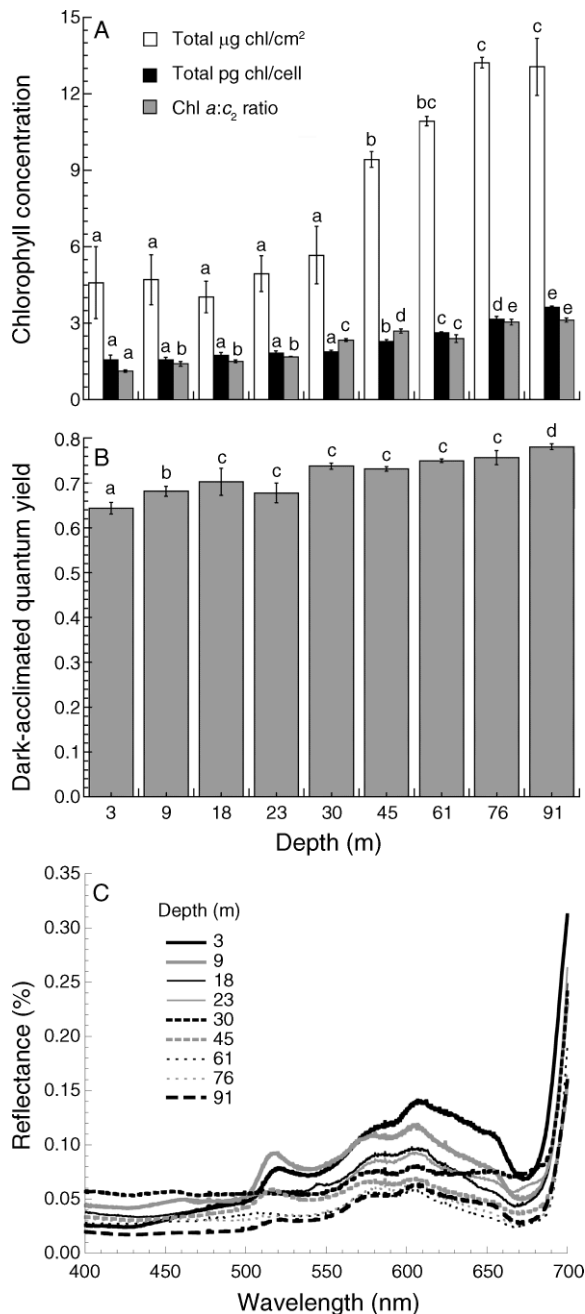 A
Total µg chl/cm²
Total pg chl/cell
Chl a:c₂ ratio
Chlorophyll concentration
15
12
9
6
3
0
a a a a a b bc c c
a a a a a b c d e
a b b b c d c e e
B
Dark-acclimated quantum yield
0.8
0.7
0.6
0.5
0.4
0.3
0.2
0.1
0.0
a b c c c c c c d
3 9 18 23 30 45 61 76 91
Depth (m)
C
Reflectance (%)
0.35
0.30
0.25
0.20
0.15
0.10
0.05
0.00
Depth (m)
3
9
18
23
30
45
61
76
91
400 450 500 550 600 650 700
Wavelength (nm)